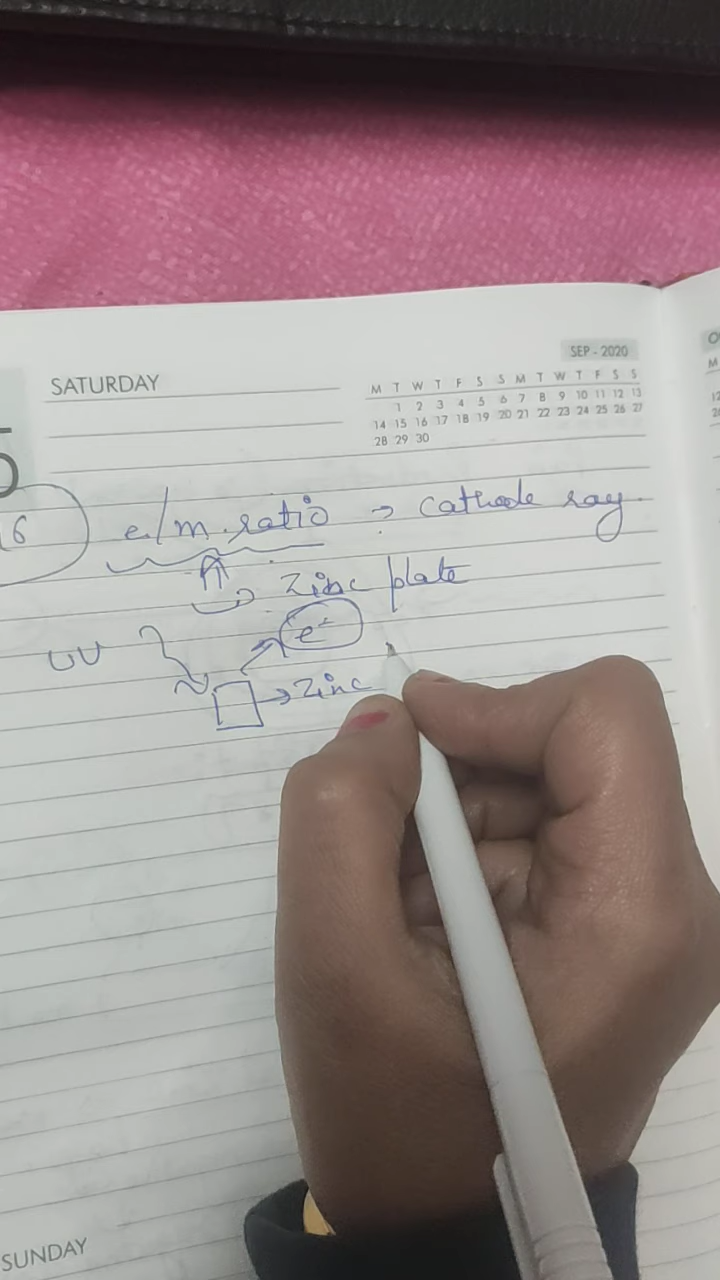 SEP - 2020
SATURDAY
M T W T F S S M T W T F S S
1 2 3 4 5 6 7 8 9 10 11 12 13
14 15 16 17 18 19 20 21 22 23 24 25 26 27
28 29 30
16
e/m ratio → Cathode ray
Zinc plate
UV
e-
→ Zinc
SUNDAY